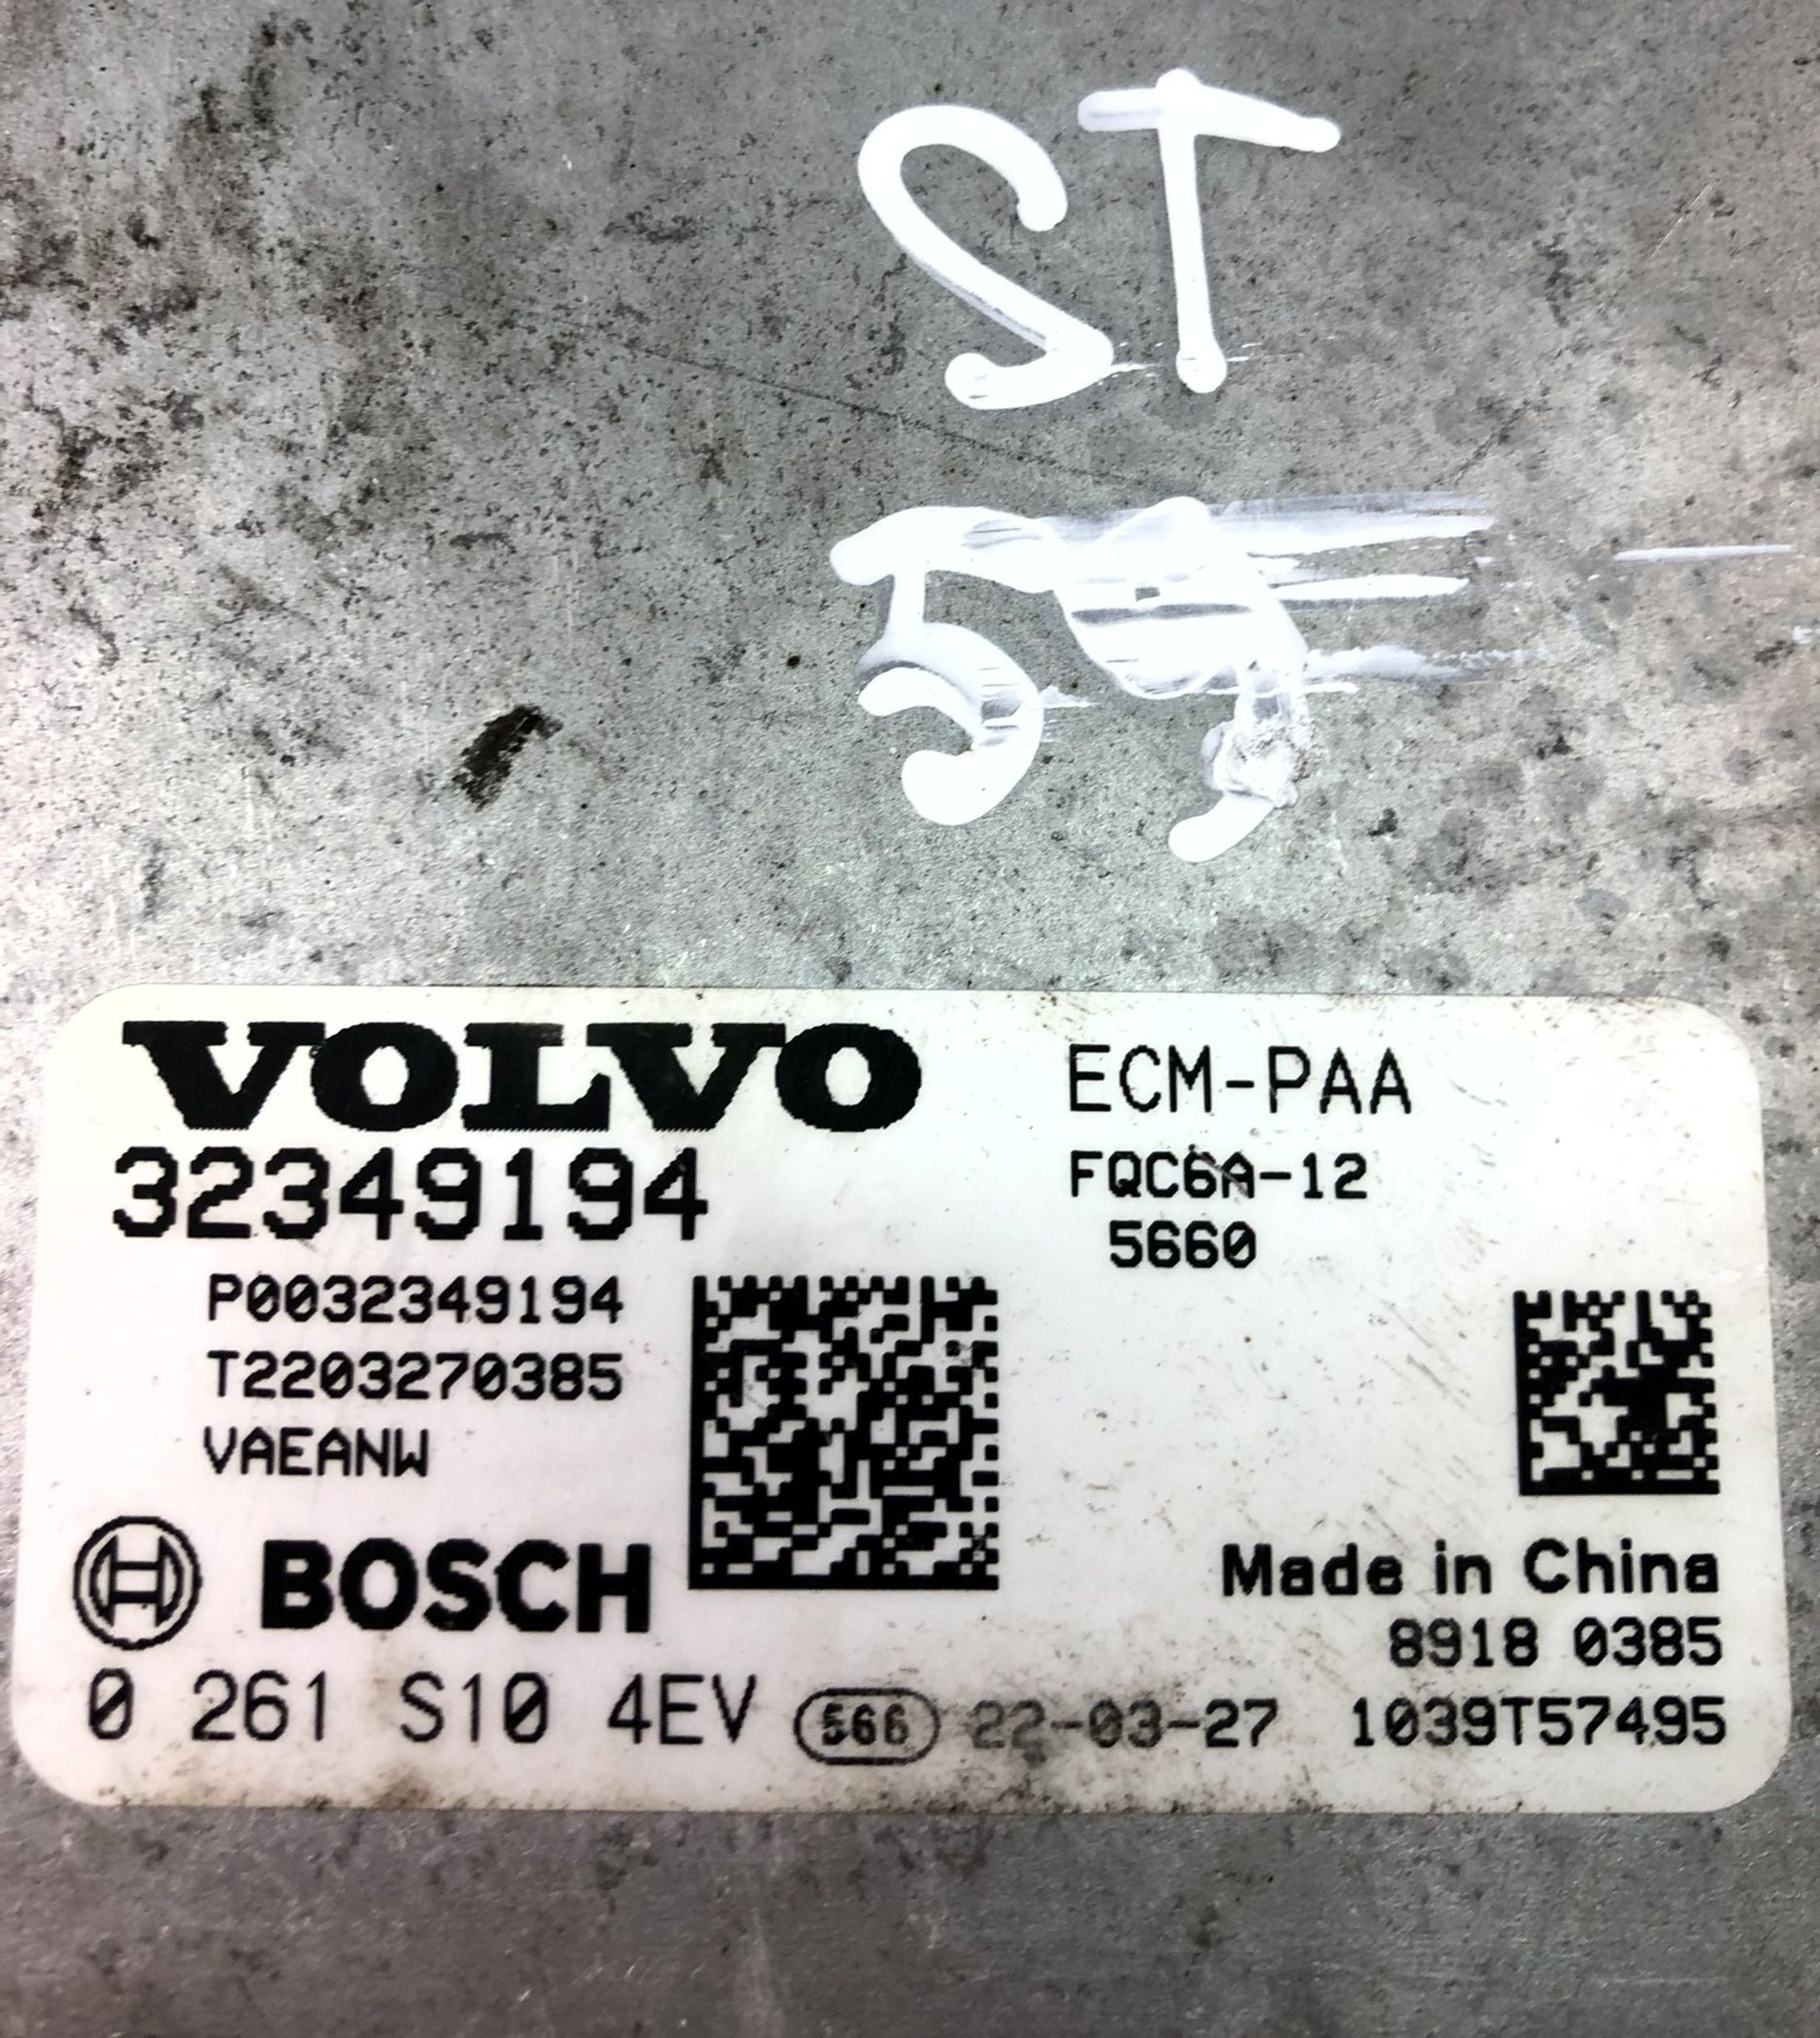 ST
59
VOLVO
32349194
P0032349194
T2203270385
VAEANW
BOSCH
0 261 S10 4EV
ECM-PAA
FQC6A-12
5660
Made in China
8918 0385
566 22-03-27 1039T57495